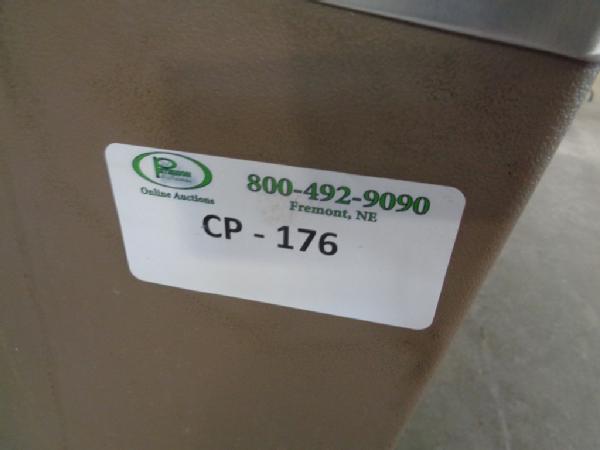 Online Auctions
800-492-9090
Fremont, NE
CP - 176